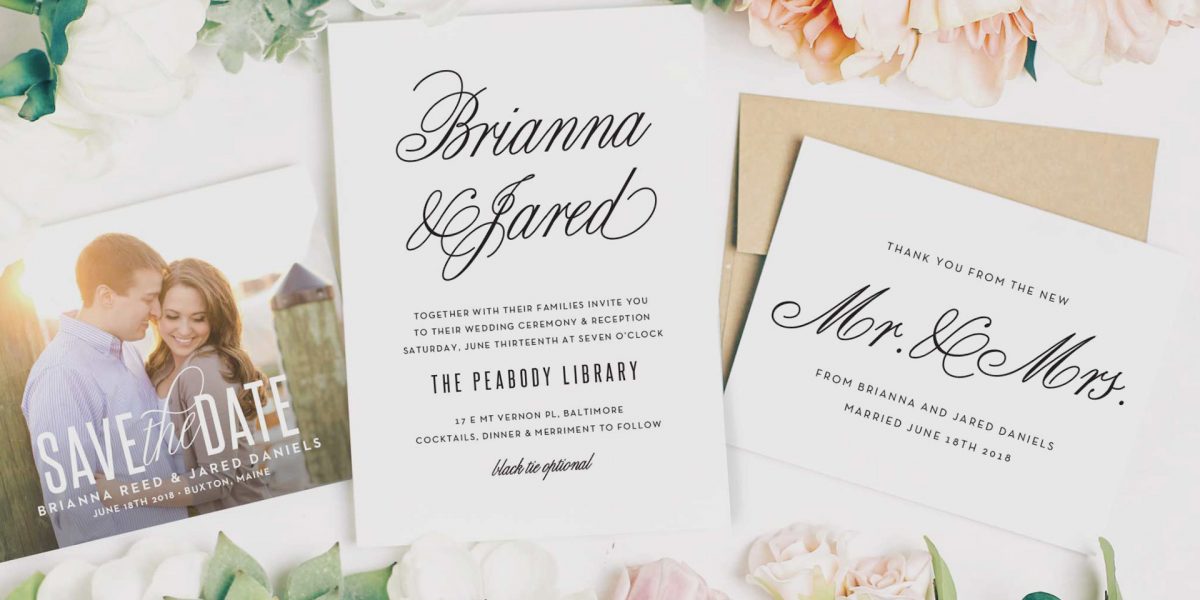 SAVE the DATE
BRIANNA REED & JARED DANIELS
JUNE 18TH 2018 • BUXTON, MAINE
Brianna
& Jared
TOGETHER WITH THEIR FAMILIES INVITE YOU
TO THEIR WEDDING CEREMONY & RECEPTION
SATURDAY, JUNE THIRTEENTH AT SEVEN O'CLOCK
THE PEABODY LIBRARY
17 E MT VERNON PL, BALTIMORE
COCKTAILS, DINNER & MERRIMENT TO FOLLOW
black tie optional
THANK YOU FROM THE NEW
Mr. & Mrs.
FROM BRIANNA AND JARED DANIELS
MARRIED JUNE 18TH 2018